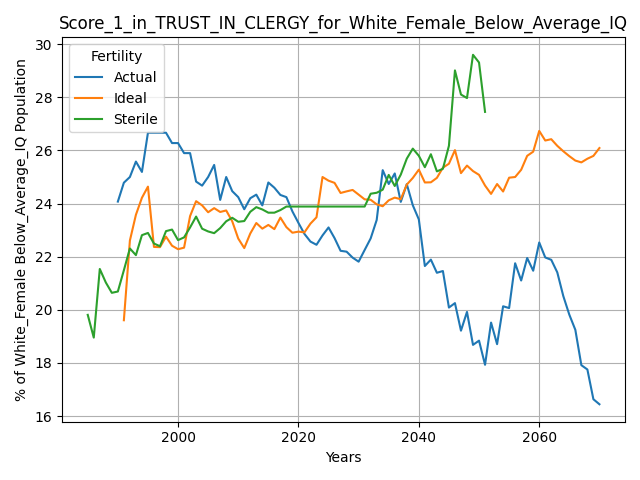 Score_1_in_TRUST_IN_CLERGY_for_White_Female_Below_Average_IQ
% of White_Female Below_Average_IQ Population
30
28
26
24
22
20
18
16
Fertility
Actual
Ideal
Sterile
2000
2020
2040
2060
Years